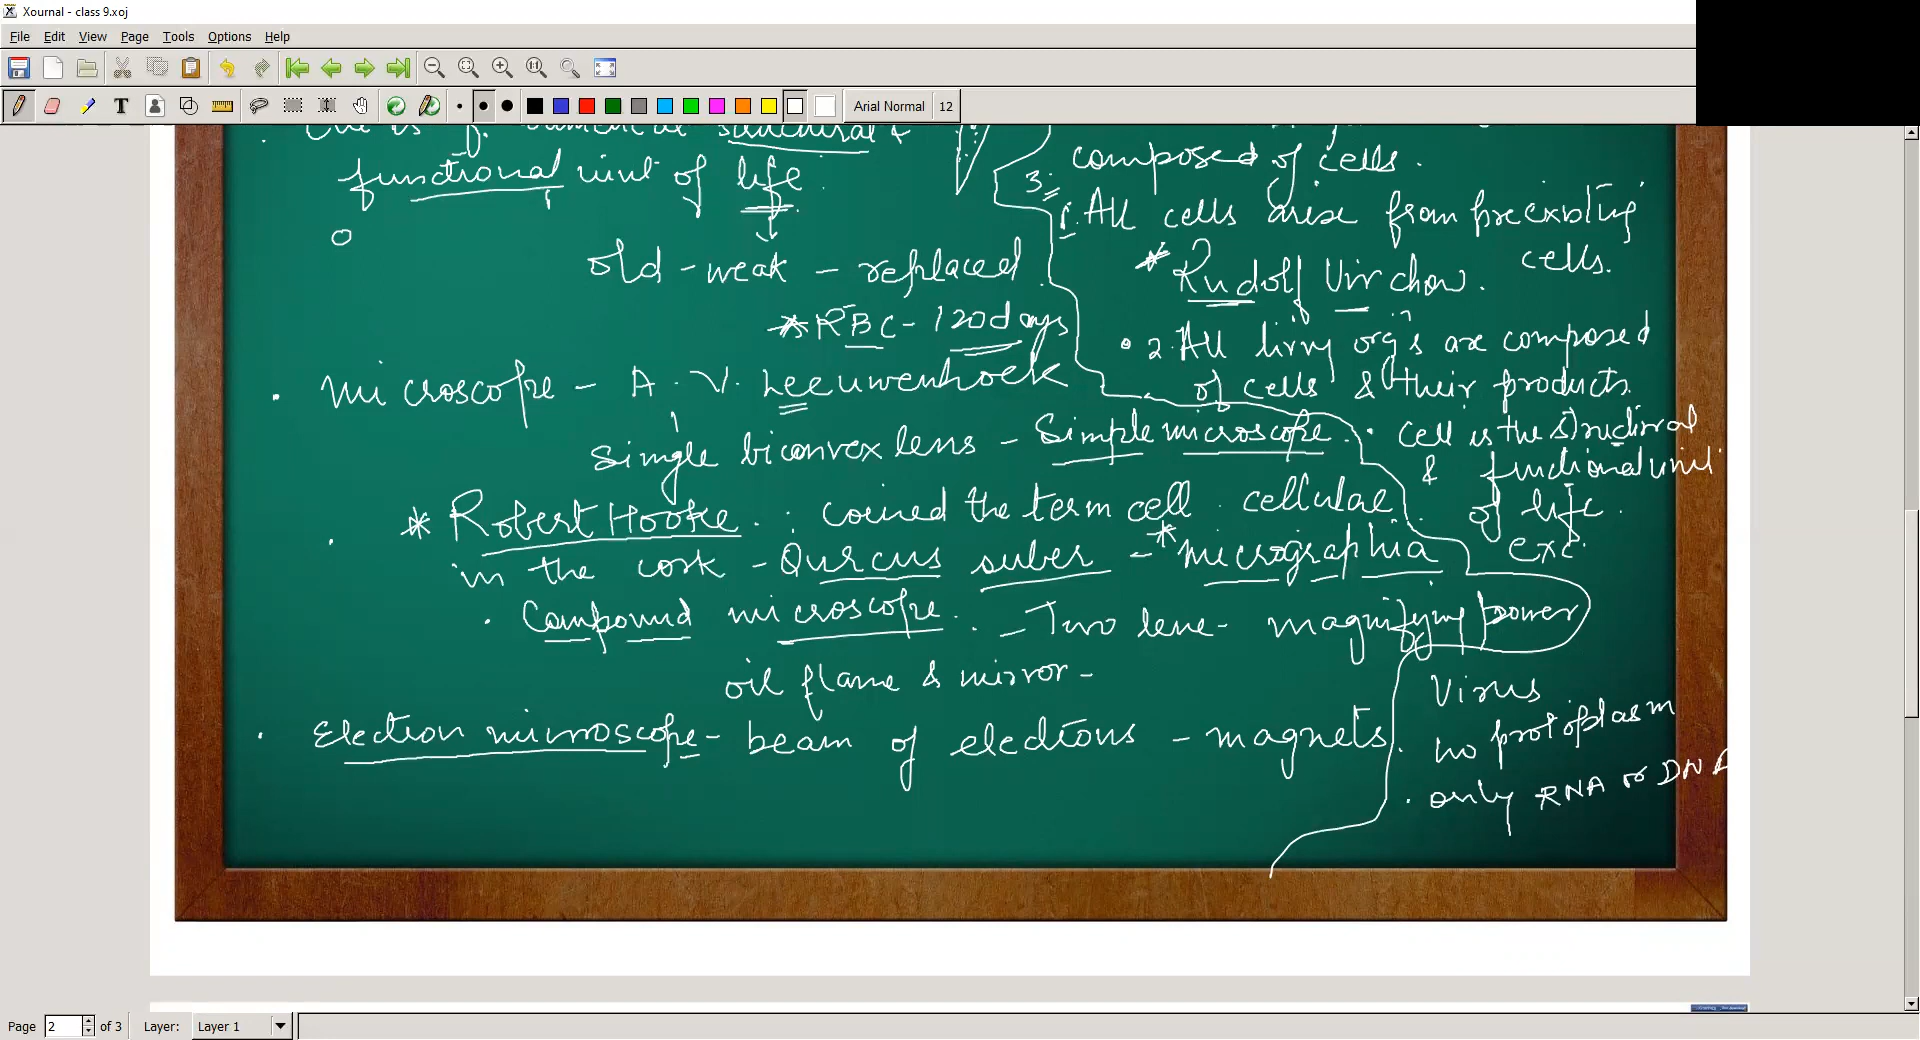 Xournal - class 9.xoj
File Edit View Page Tools Options Help
Arial Normal 12
structural &
functional unit of life.
old - weak - replaced.
* RBC - 120 days
. microscope - A. V. Leeuwenhoek
single biconvex lens - Simple microscope.
* Robert Hooke. : coined the term cell. cellulae.
in the cork - Qurcus suber - * micrographia
. Compound microscope. - Two lens - magnifying power
oil flame & mirror -
. Electron microscope - beam of electrons - magnets.
composed of cells.
3.
1. All cells arise from preexisting
cells.
* Rudolf Virchow.
. 2. All living orgns are composed
of cells & their products.
. cell is the structural
& functional unit
of life.
exc.
Virus
no protoplasm
. only RNA or DNA
Page 2 of 3 Layer: Layer 1